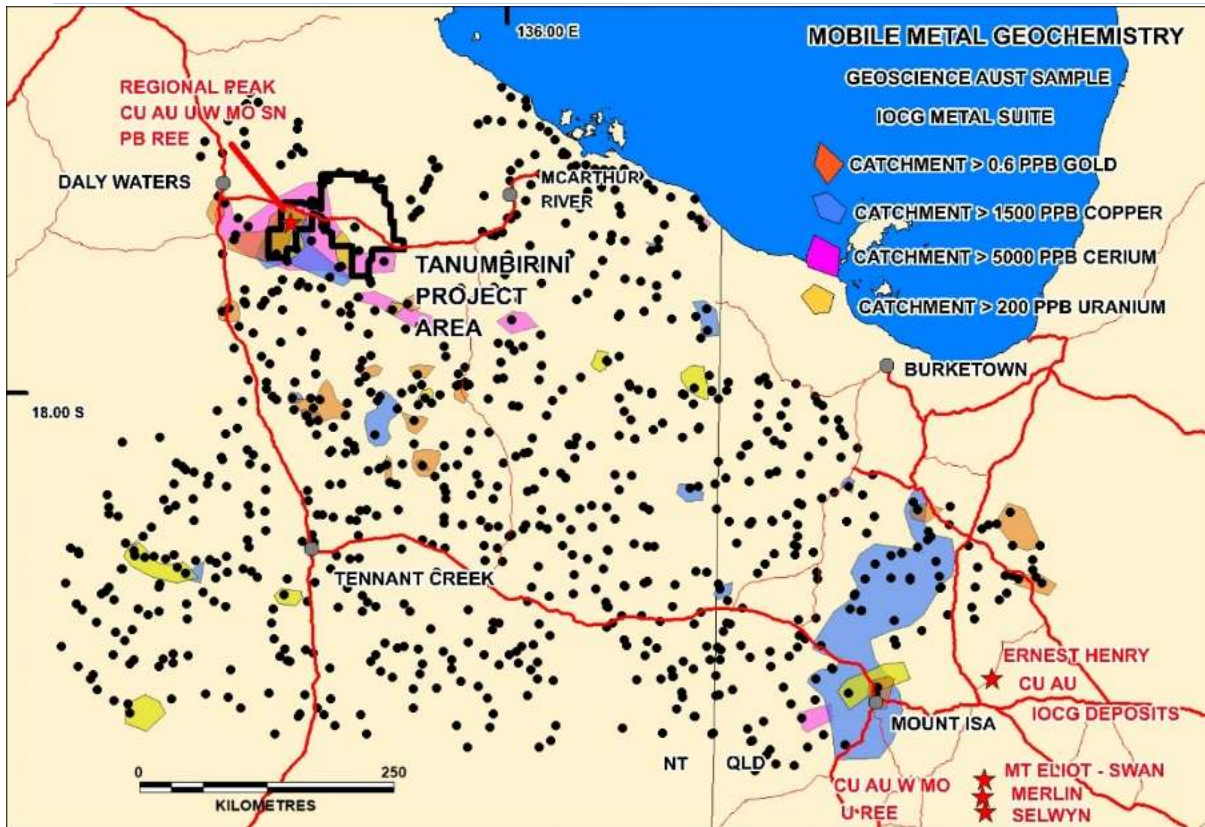 136.00 E
MOBILE METAL GEOCHEMISTRY
GEOSCIENCE AUST SAMPLE
IOCG METAL SUITE
CATCHMENT > 0.6 PPB GOLD
CATCHMENT > 1500 PPB COPPER
CATCHMENT > 5000 PPB CERIUM
CATCHMENT > 200 PPB URANIUM
REGIONAL PEAK
CU AU U W MO SN
PB REE
DALY WATERS
MCARTHUR
RIVER
TANUMBIRINI
PROJECT
AREA
BURKETOWN
18.00 S
TENNANT CREEK
ERNEST HENRY
CU AU
IOCG DEPOSITS
MOUNT ISA
NT
QLD
CU AU W MO
U REE
MT ELIOT - SWAN
MERLIN
SELWYN
0
250
KILOMETRES